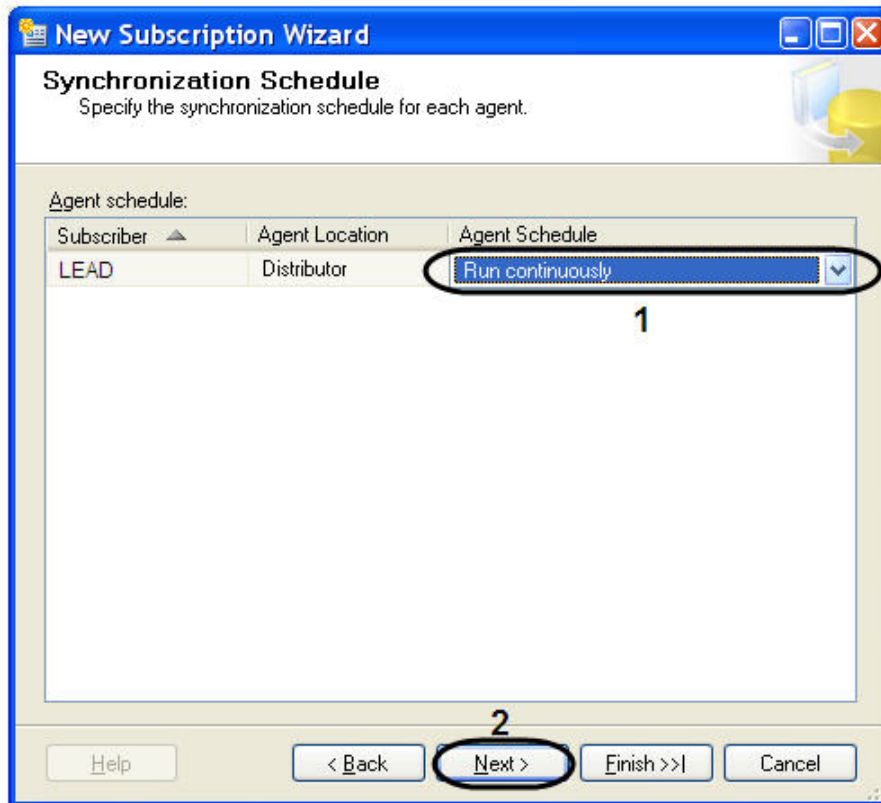 New Subscription Wizard
Synchronization Schedule
Specify the synchronization schedule for each agent.
Agent schedule:
Subscriber Agent Location Agent Schedule
LEAD Distributor Run continuously
1
2
Help < Back Next > Finish >>| Cancel